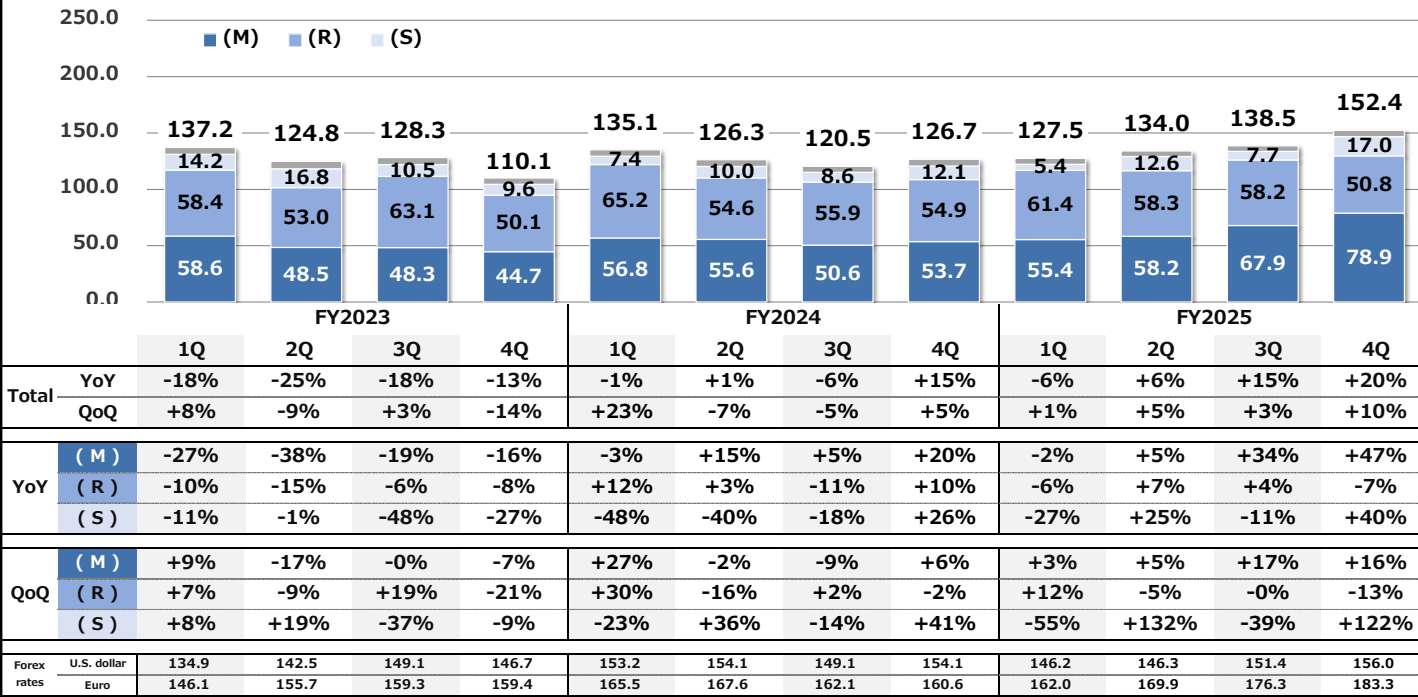 250.0
(M) (R) (S)
200.0
150.0
100.0
50.0
0.0
137.2 124.8 128.3 110.1 135.1 126.3 120.5 126.7 127.5 134.0 138.5 152.4
14.2 16.8 10.5 9.6 7.4 10.0 8.6 12.1 5.4 12.6 7.7 17.0
58.4 53.0 63.1 50.1 65.2 54.6 55.9 54.9 61.4 58.3 58.2 50.8
58.6 48.5 48.3 44.7 56.8 55.6 50.6 53.7 55.4 58.2 67.9 78.9
FY2023 FY2024 FY2025
1Q 2Q 3Q 4Q 1Q 2Q 3Q 4Q 1Q 2Q 3Q 4Q
Total YoY -18% -25% -18% -13% -1% +1% -6% +15% -6% +6% +15% +20%
QoQ +8% -9% +3% -14% +23% -7% -5% +5% +1% +5% +3% +10%
YoY ( M ) -27% -38% -19% -16% -3% +15% +5% +20% -2% +5% +34% +47%
( R ) -10% -15% -6% -8% +12% +3% -11% +10% -6% +7% +4% -7%
( S ) -11% -1% -48% -27% -48% -40% -18% +26% -27% +25% -11% +40%
QoQ ( M ) +9% -17% -0% -7% +27% -2% -9% +6% +3% +5% +17% +16%
( R ) +7% -9% +19% -21% +30% -16% +2% -2% +12% -5% -0% -13%
( S ) +8% +19% -37% -9% -23% +36% -14% +41% -55% +132% -39% +122%
Forex rates U.S. dollar 134.9 142.5 149.1 146.7 153.2 154.1 149.1 154.1 146.2 146.3 151.4 156.0
Euro 146.1 155.7 159.3 159.4 165.5 167.6 162.1 160.6 162.0 169.9 176.3 183.3